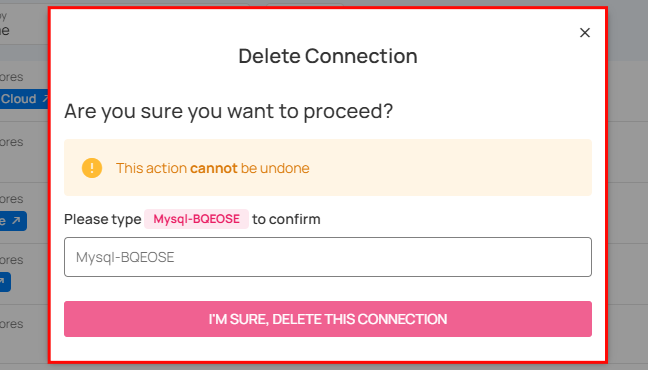 Delete Connection
Are you sure you want to proceed?
This action cannot be undone
Please type Mysql-BQEOSE to confirm
Mysql-BQEOSE
I'M SURE, DELETE THIS CONNECTION
ores
Cloud
ores
ores
ores
ores